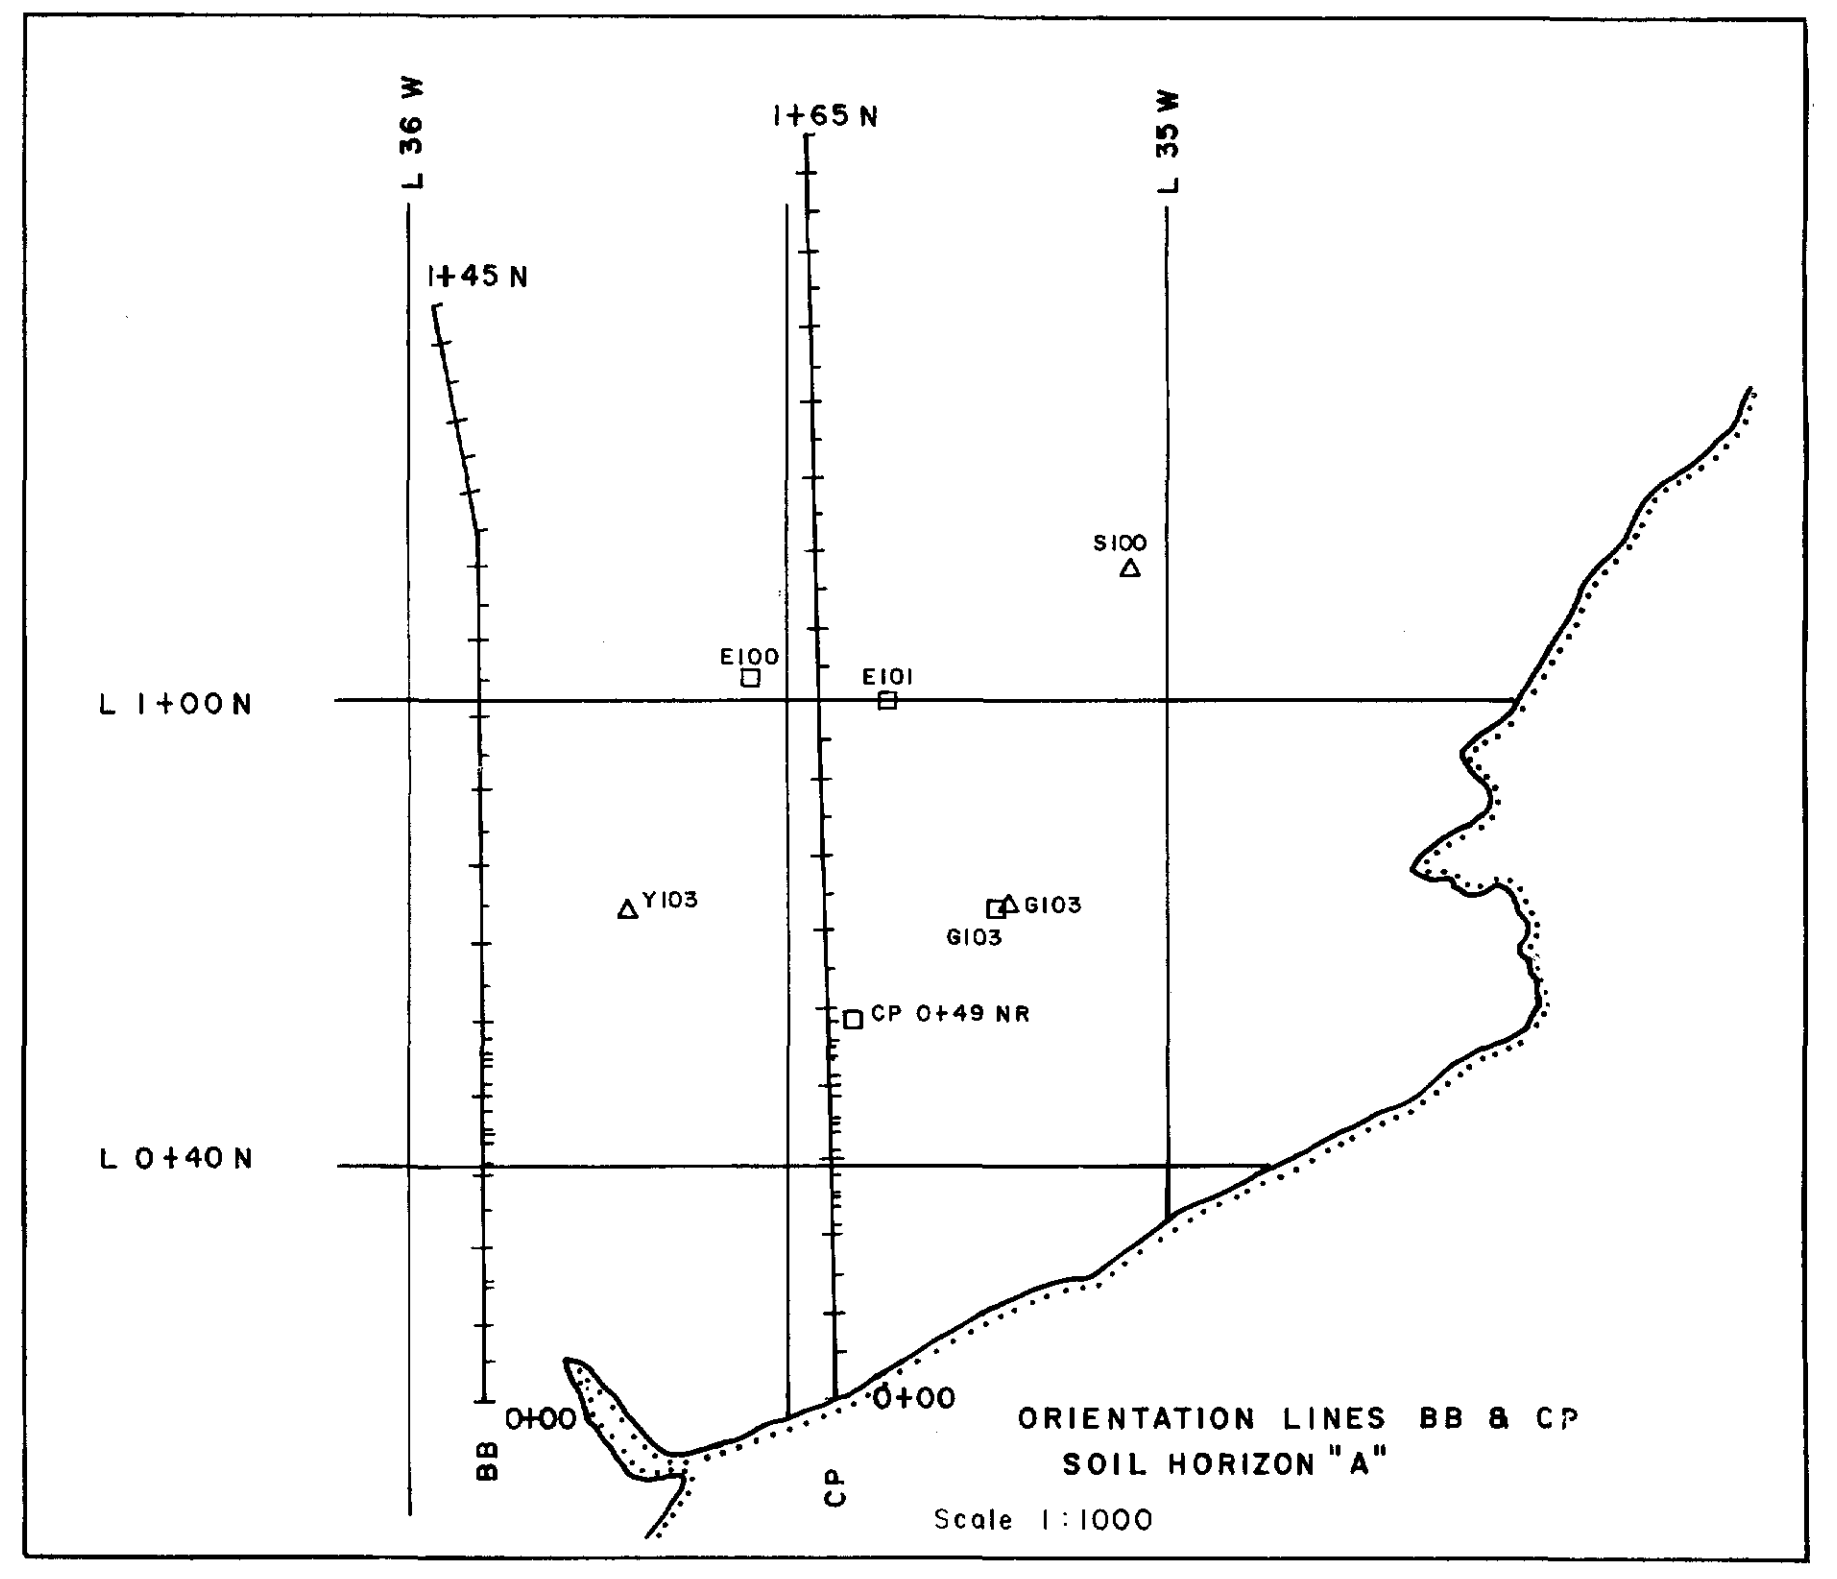 L 36 W
1+65 N
L 35 W
1+45 N
S100
E100
E101
L 1+00 N
Y103
G103
G103
CP 0+49 NR
L 0+40 N
0+00
0+00
BB
CP
ORIENTATION LINES BB & CP
SOIL HORIZON "A"
Scale 1:1000